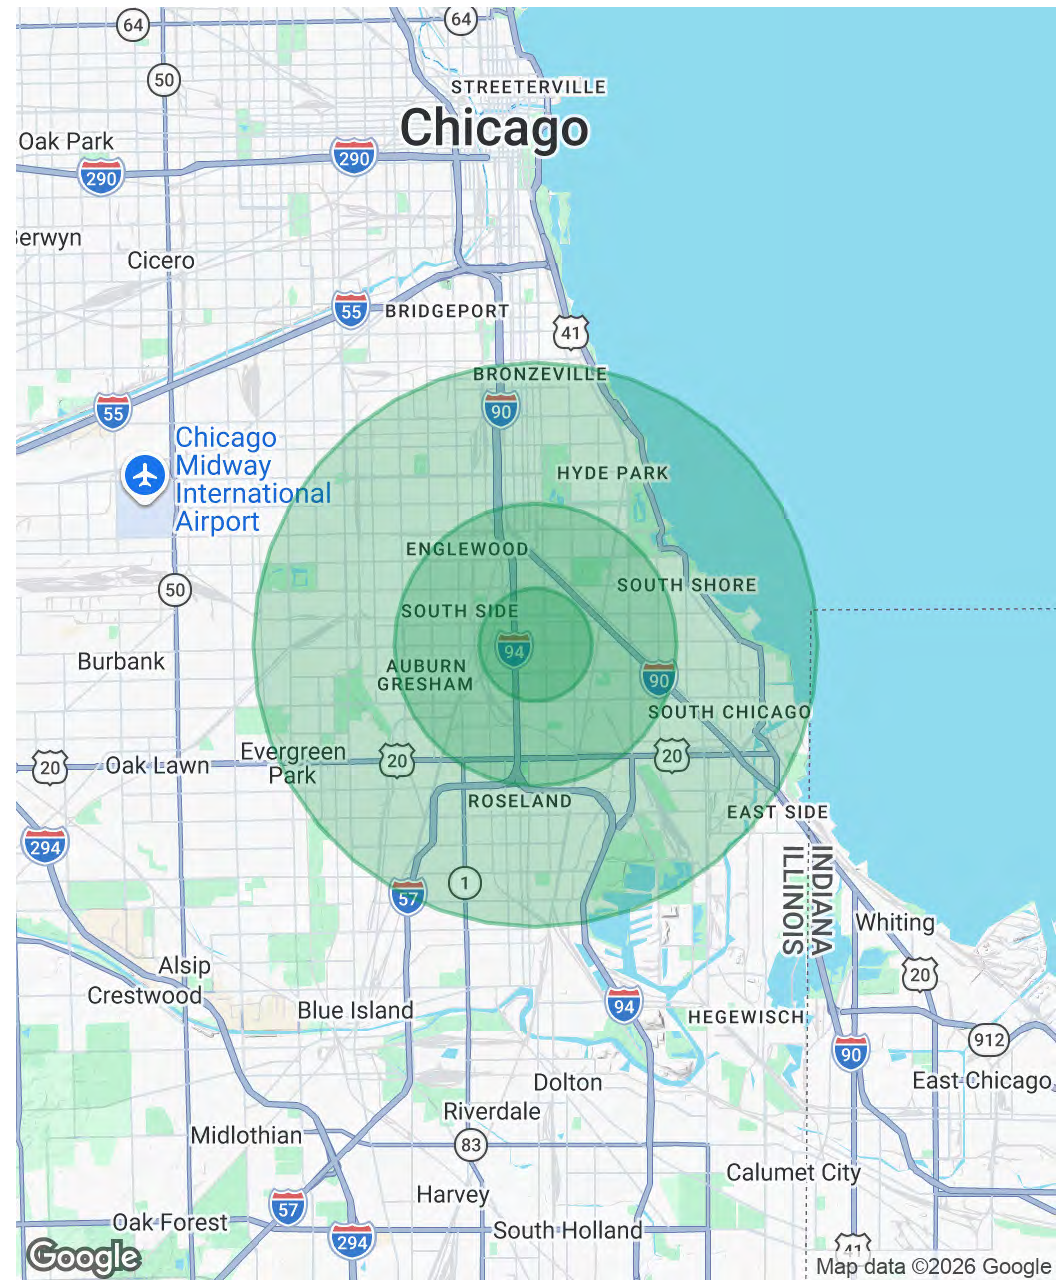 64
64
50
STREETERVILLE
Chicago
Oak Park
290
290
Berwyn
Cicero
55
BRIDGEPORT
41
BRONZEVILLE
55
90
Chicago
Midway
International
Airport
HYDE PARK
ENGLEWOOD
50
SOUTH SHORE
SOUTH SIDE
94
Burbank
AUBURN
GRESHAM
90
SOUTH CHICAGO
Evergreen
Park
20
20
20
Oak Lawn
ROSELAND
EAST SIDE
294
INDIANA
ILLINOIS
1
57
Whiting
Alsip
20
Crestwood
Blue Island
94
HEGEWISCH
912
90
Dolton
East Chicago
Riverdale
Midlothian
83
Calumet City
Harvey
57
Oak Forest
South Holland
294
41
Google
Map data ©2026 Google